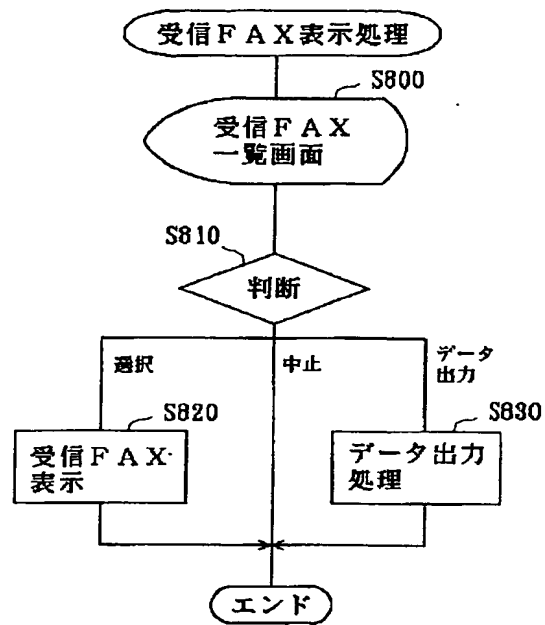 受信ＦＡＸ表示処理
S800
受信ＦＡＸ
一覧画面
S810
判断
選択
中止
データ
出力
S820
S830
受信ＦＡＸ
表示
データ出力
処理
エンド